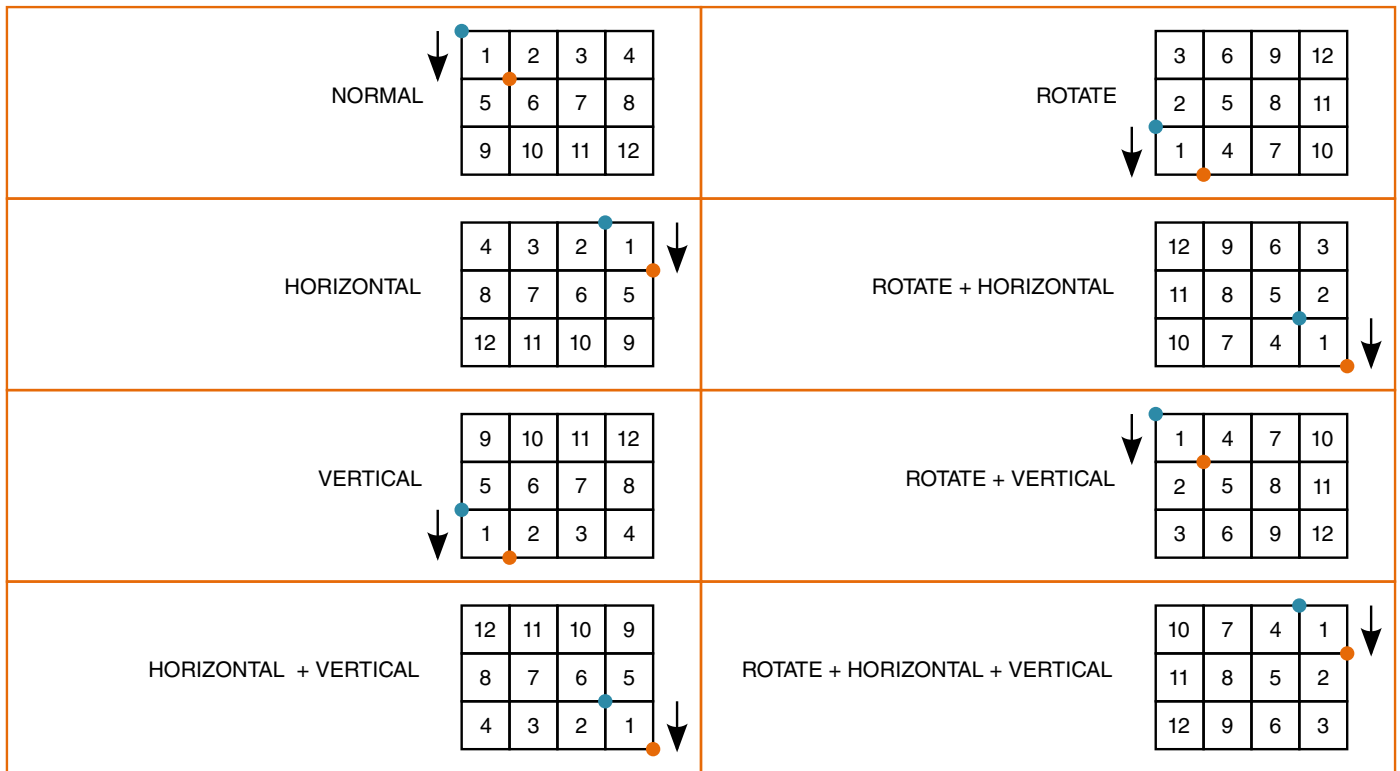 NORMAL
1 2 3 4
5 6 7 8
9 10 11 12
ROTATE
3 6 9 12
2 5 8 11
1 4 7 10
HORIZONTAL
4 3 2 1
8 7 6 5
12 11 10 9
ROTATE + HORIZONTAL
12 9 6 3
11 8 5 2
10 7 4 1
VERTICAL
9 10 11 12
5 6 7 8
1 2 3 4
ROTATE + VERTICAL
1 4 7 10
2 5 8 11
3 6 9 12
HORIZONTAL + VERTICAL
12 11 10 9
8 7 6 5
4 3 2 1
ROTATE + HORIZONTAL + VERTICAL
10 7 4 1
11 8 5 2
12 9 6 3